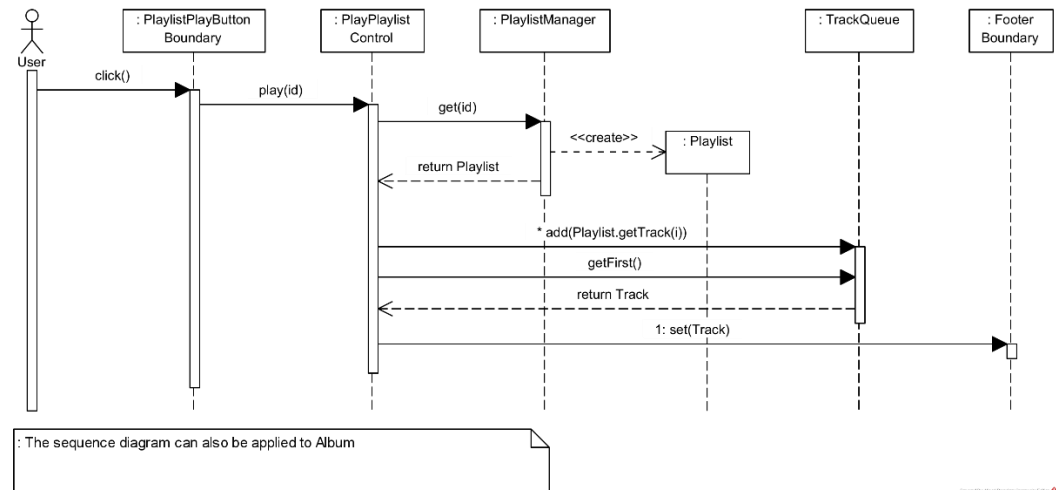 : PlaylistPlayButton
Boundary
: PlayPlaylist
Control
: PlaylistManager
: TrackQueue
: Footer
Boundary
User
click()
play(id)
get(id)
<<create>>
: Playlist
return Playlist
* add(Playlist.getTrack(i))
getFirst()
return Track
1: set(Track)
: The sequence diagram can also be applied to Album